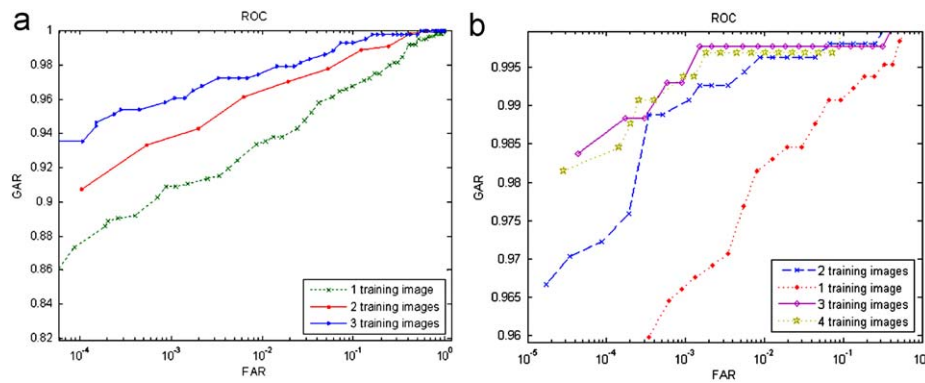 a
ROC
1
0.98
0.96
0.94
0.92
0.9
0.88
0.86
0.84
0.82
GAR
10⁻⁴
10⁻³
10⁻²
10⁻¹
10⁰
FAR
1 training image
2 training images
3 training images
b
ROC
0.995
0.99
0.985
0.98
0.975
0.97
0.965
0.96
GAR
10⁻⁵
10⁻⁴
10⁻³
10⁻²
10⁻¹
10⁰
FAR
2 training images
1 training image
3 training images
4 training images